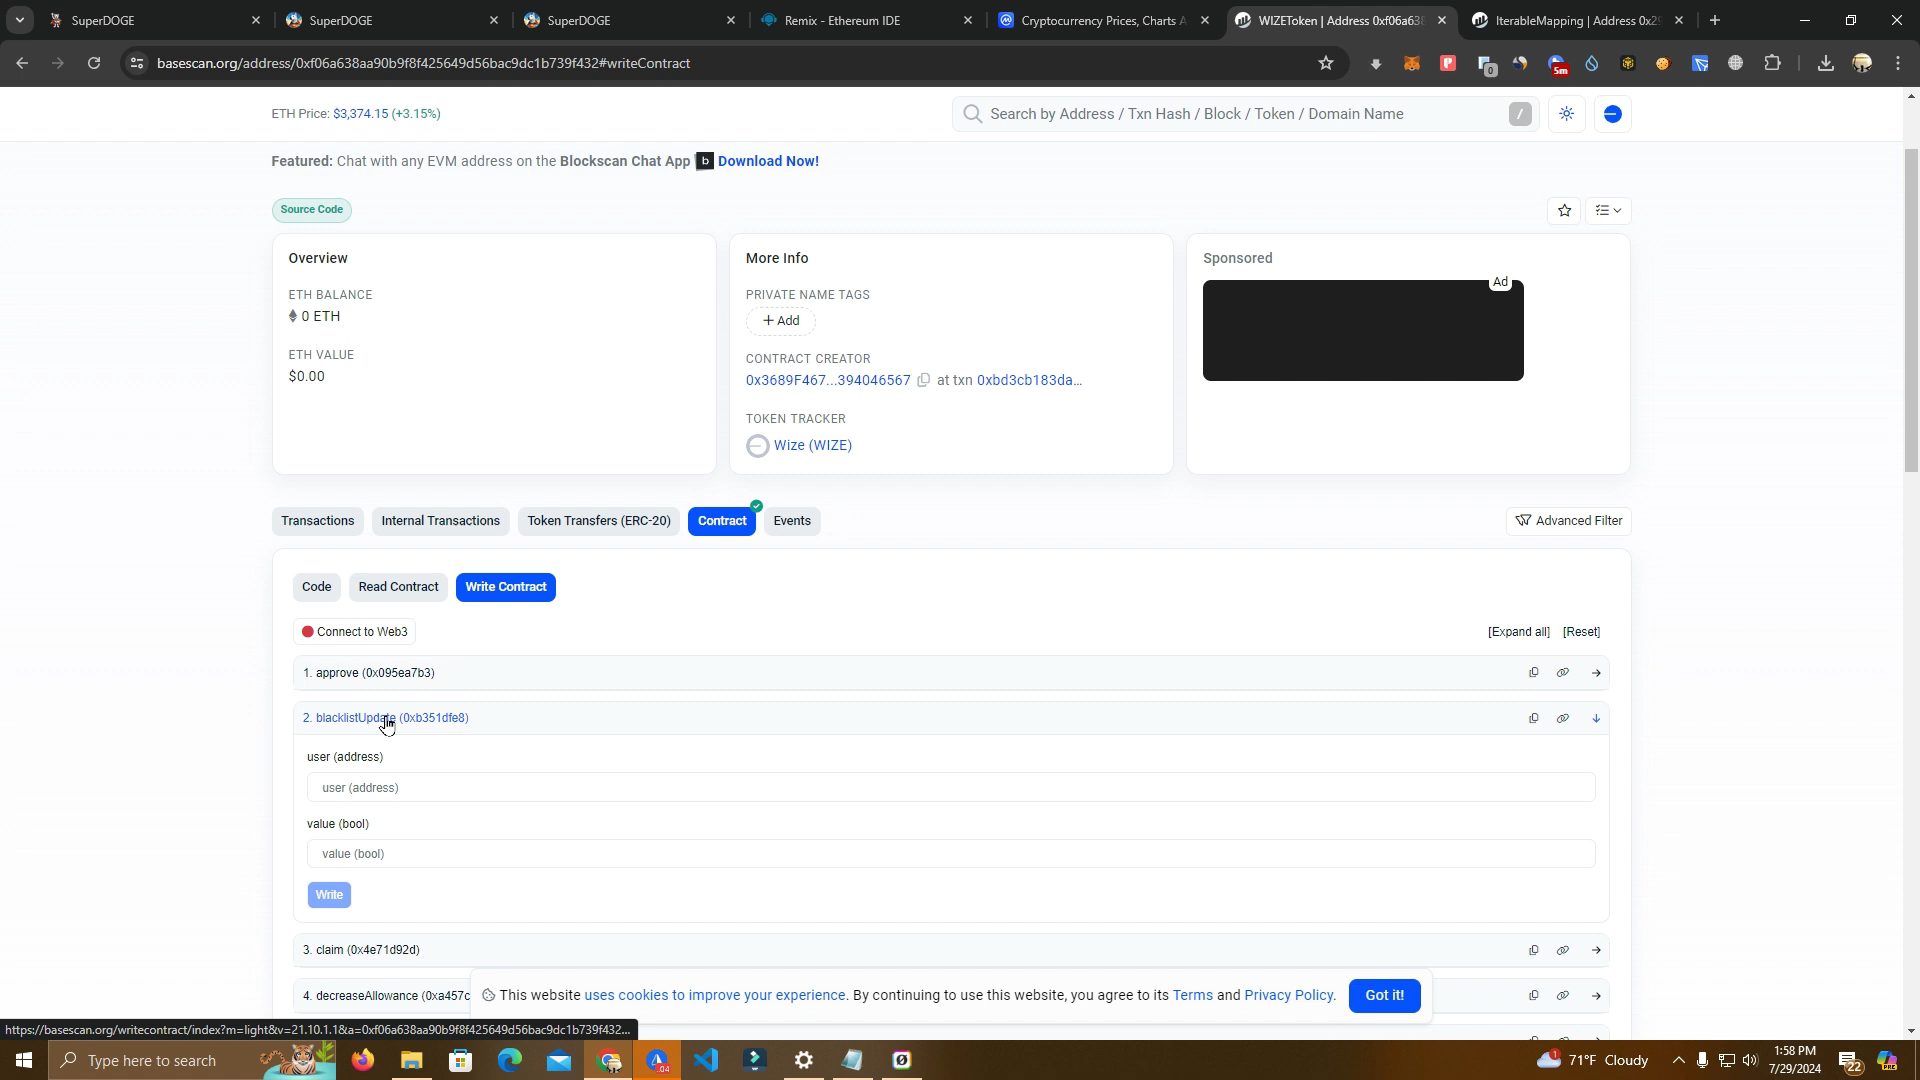 SuperDOGE
SuperDOGE
SuperDOGE
Remix - Ethereum IDE
Cryptocurrency Prices, Charts A
WIZEToken | Address 0xf06a638
IterableMapping | Address 0x29
basescan.org/address/0xf06a638aa90b9f8f425649d56bac9dc1b739f432#writeContract
0
5m
ETH Price: $3,374.15 (+3.15%)
Search by Address / Txn Hash / Block / Token / Domain Name
/
Featured: Chat with any EVM address on the Blockscan Chat App b Download Now!
Source Code
Overview
ETH BALANCE
0 ETH
ETH VALUE
$0.00
More Info
PRIVATE NAME TAGS
+ Add
CONTRACT CREATOR
0x3689F467...394046567 at txn 0xbd3cb183da...
TOKEN TRACKER
Wize (WIZE)
Sponsored
Ad
Transactions
Internal Transactions
Token Transfers (ERC-20)
Contract
Events
Advanced Filter
Code
Read Contract
Write Contract
Connect to Web3
[Expand all] [Reset]
1. approve (0x095ea7b3)
2. blacklistUpdate (0xb351dfe8)
user (address)
user (address)
value (bool)
value (bool)
Write
3. claim (0x4e71d92d)
4. decreaseAllowance (0xa457c
This website uses cookies to improve your experience. By continuing to use this website, you agree to its Terms and Privacy Policy.
Got it!
https://basescan.org/writecontract/index?m=light&v=21.10.1.1&a=0xf06a638aa90b9f8f425649d56bac9dc1b739f432...
Type here to search
.04
1
71°F Cloudy
1:58 PM
7/29/2024
22
PRE